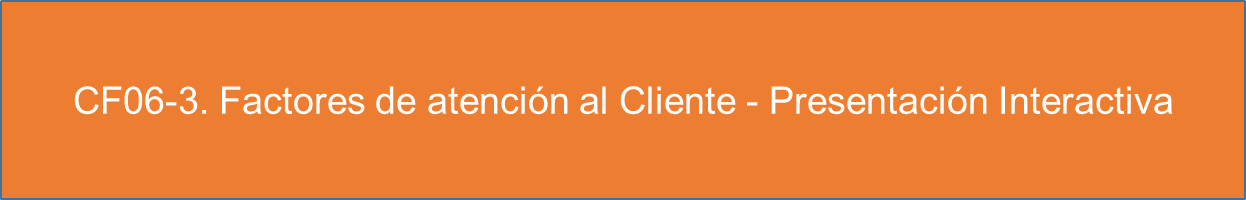 CF06-3. Factores de atención al Cliente - Presentación Interactiva